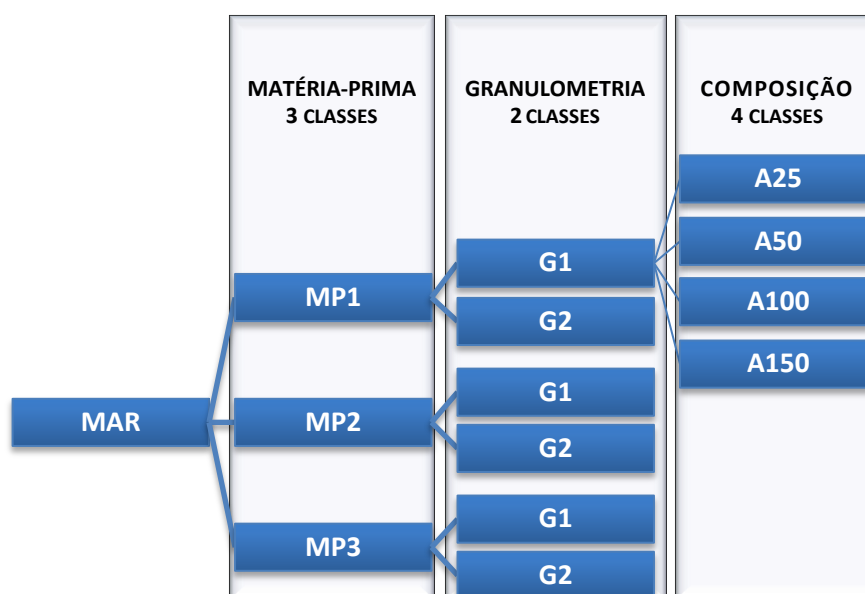 MATÉRIA-PRIMA
3 CLASSES
GRANULOMETRIA
2 CLASSES
COMPOSIÇÃO
4 CLASSES
A25
A50
A100
A150
G1
G2
MP1
G1
G2
MAR
MP2
G1
G2
MP3